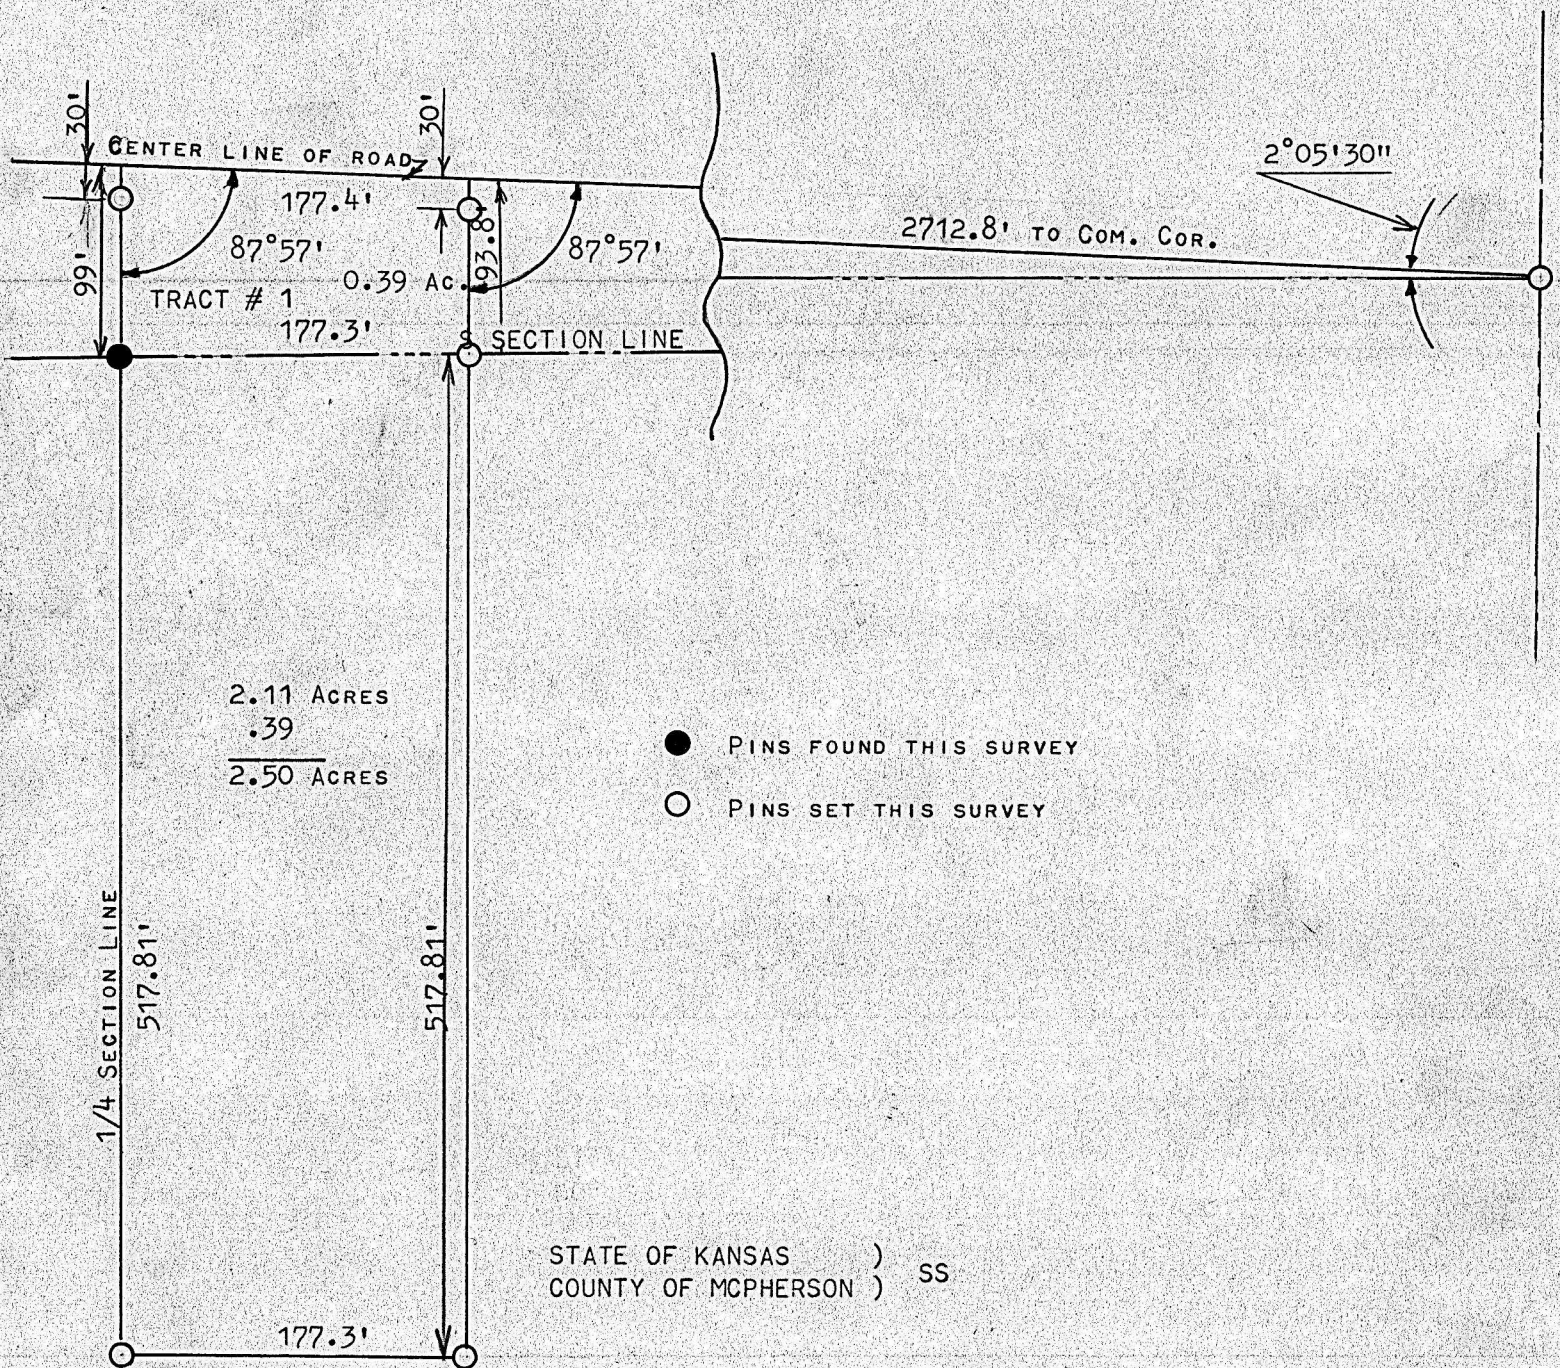 30'
30'
CENTER LINE OF ROAD
2°05'30"
177.4'
2712.8' TO COM. COR.
87°57'
93.8'
87°57'
99'
0.39 AC.
TRACT # 1
177.3'
S SECTION LINE
2.11 ACRES
.39
2.50 ACRES
PINS FOUND THIS SURVEY
PINS SET THIS SURVEY
1/4 SECTION LINE
517.81'
517.81'
STATE OF KANSAS )
SS
COUNTY OF MCPHERSON )
177.3'